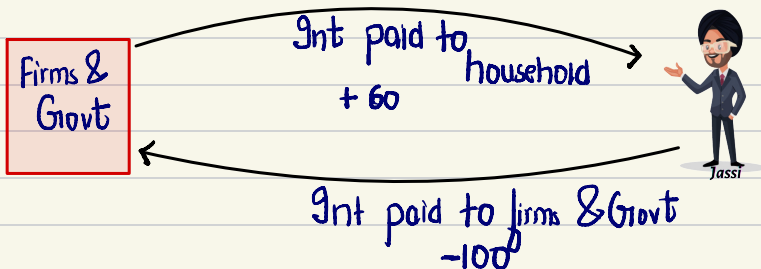 Int paid to
household
+ 60
Firms &
Govt
Jassi
Int paid to firms & Govt
-100